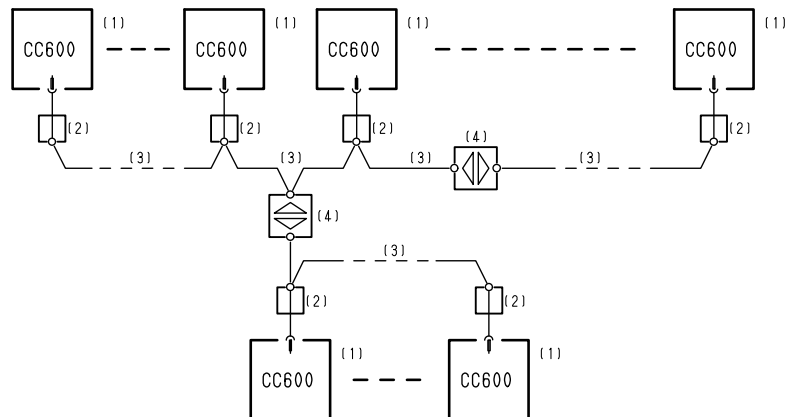 (1) (1) (1) (1)
CC600 CC600 CC600 CC600
(2) (2) (2) (2)
(4)
(3) (3) (3) (3)
(4)
(3)
(2) (2)
(1) (1)
CC600 CC600